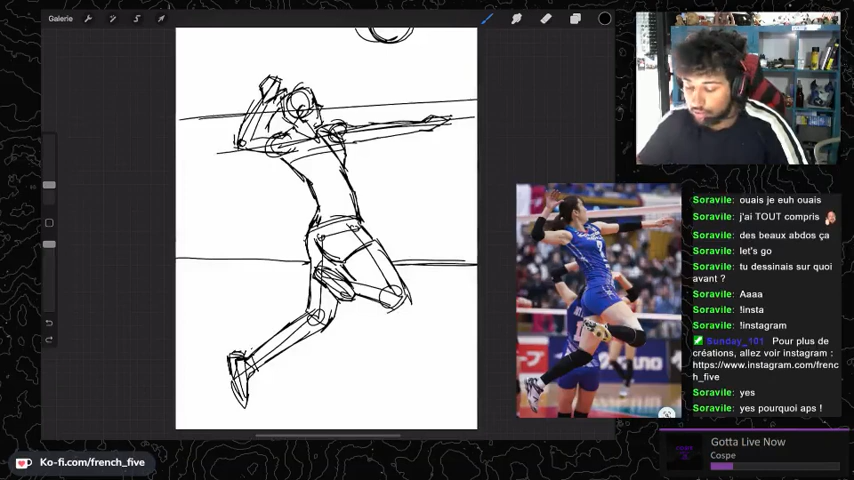 Galerie
Soravile: ouais je euh ouais
Soravile: j'ai TOUT compris
Soravile: des beaux abdos ça
Soravile: let's go
Soravile: tu dessinais sur quoi
avant ?
Soravile: Aaaa
Soravile: !insta
Soravile: !instagram
Sunday_101 Pour plus de
créations, allez voir instagram :
https://www.instagram.com/frenc
h_five
Soravile: yes
Soravile: yes pourquoi aps !
Gotta Live Now
Cospe
Ko-fi.com/french_five